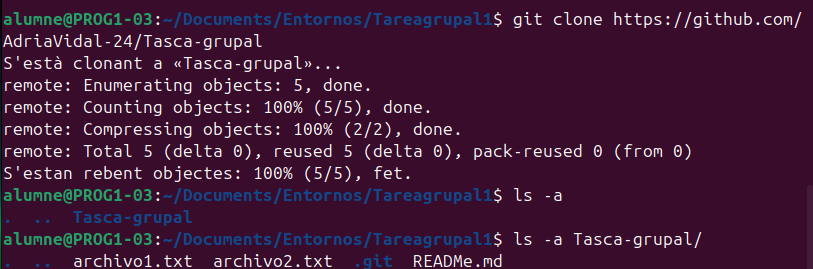 alumne@PROG1-03:~/Documents/Entornos/Tareagrupal1$ git clone https://github.com/
AdriaVidal-24/Tasca-grupal
S'està clonant a «Tasca-grupal»...
remote: Enumerating objects: 5, done.
remote: Counting objects: 100% (5/5), done.
remote: Compressing objects: 100% (2/2), done.
remote: Total 5 (delta 0), reused 5 (delta 0), pack-reused 0 (from 0)
S'estan rebent objectes: 100% (5/5), fet.
alumne@PROG1-03:~/Documents/Entornos/Tareagrupal1$ ls -a
.  ..  Tasca-grupal
alumne@PROG1-03:~/Documents/Entornos/Tareagrupal1$ ls -a Tasca-grupal/
.  ..  archivo1.txt  archivo2.txt  .git  READMe.md